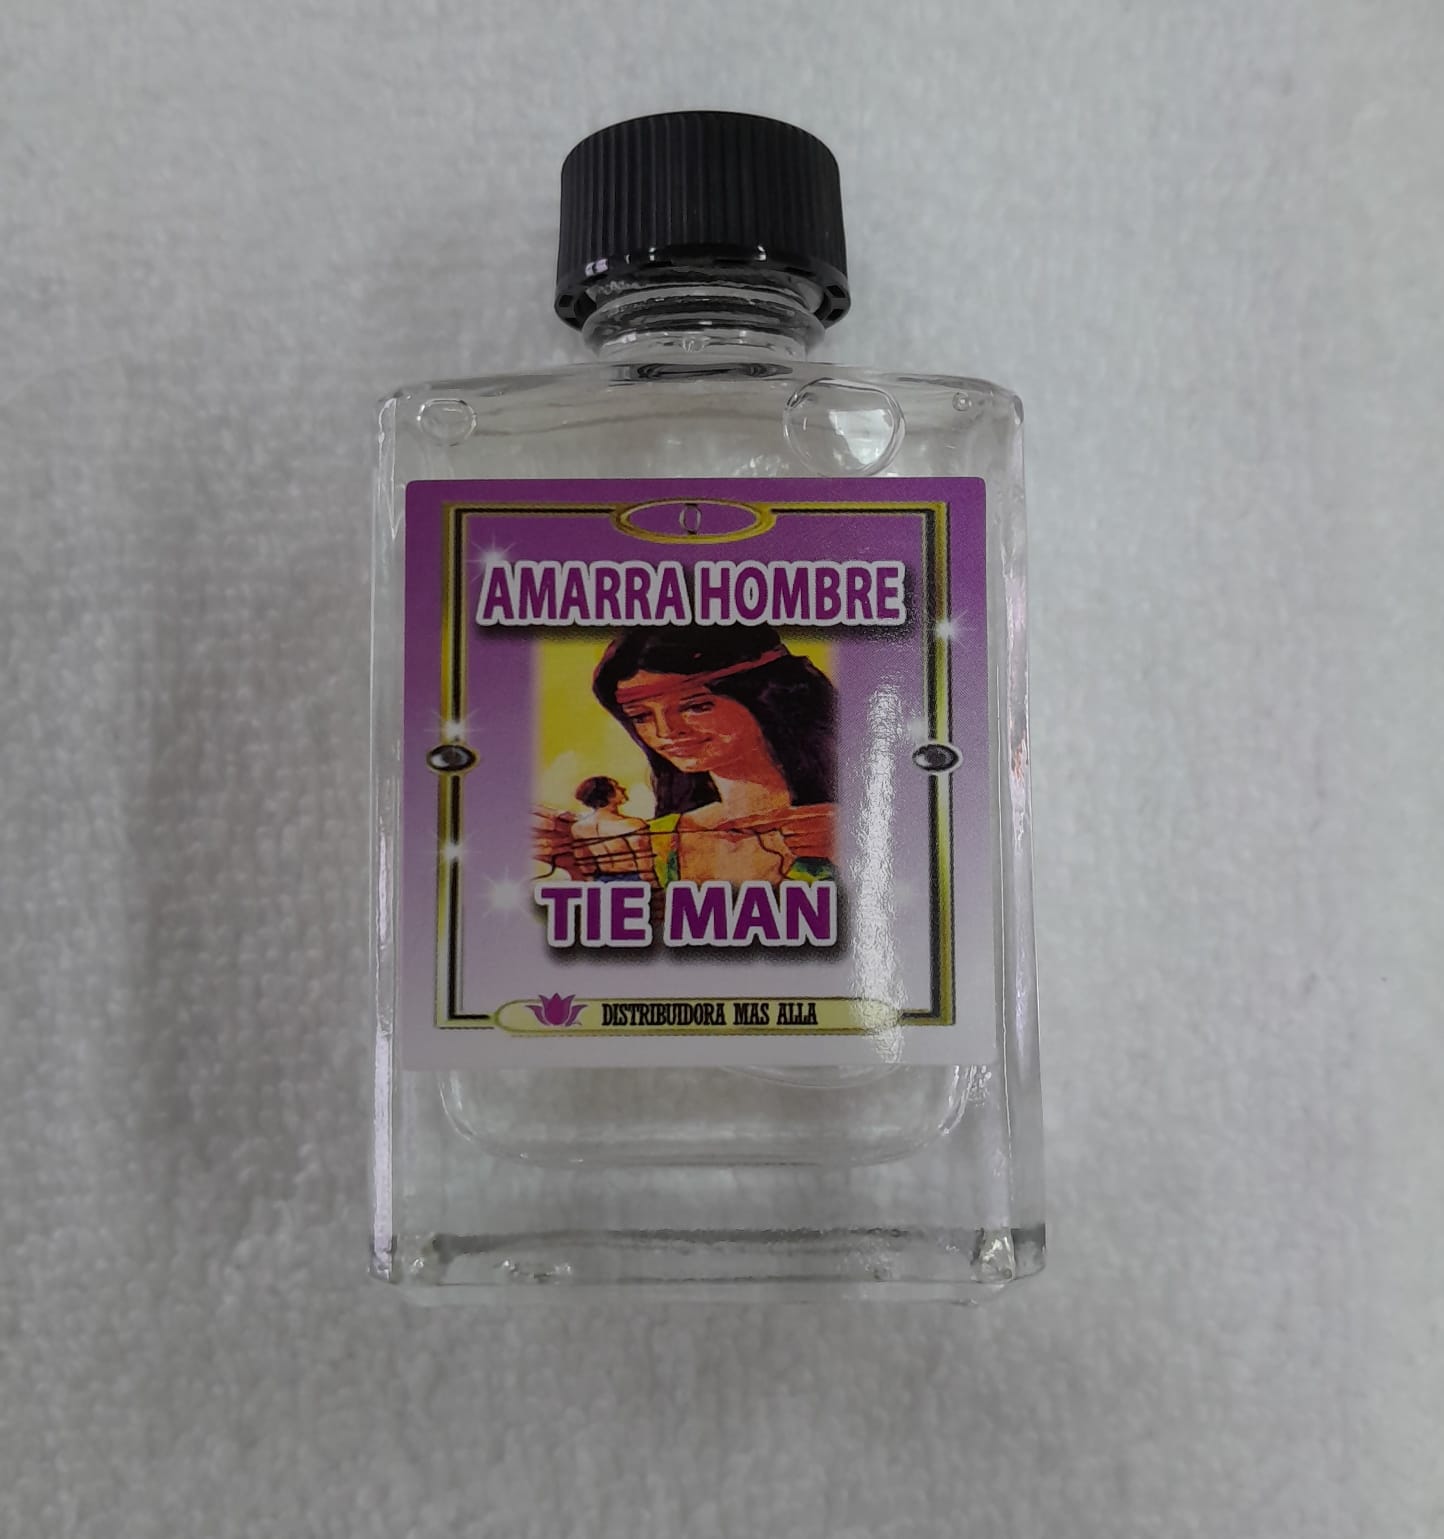 AMARRA HOMBRE
TIE MAN
DISTRIBUIDORA MAS ALLA